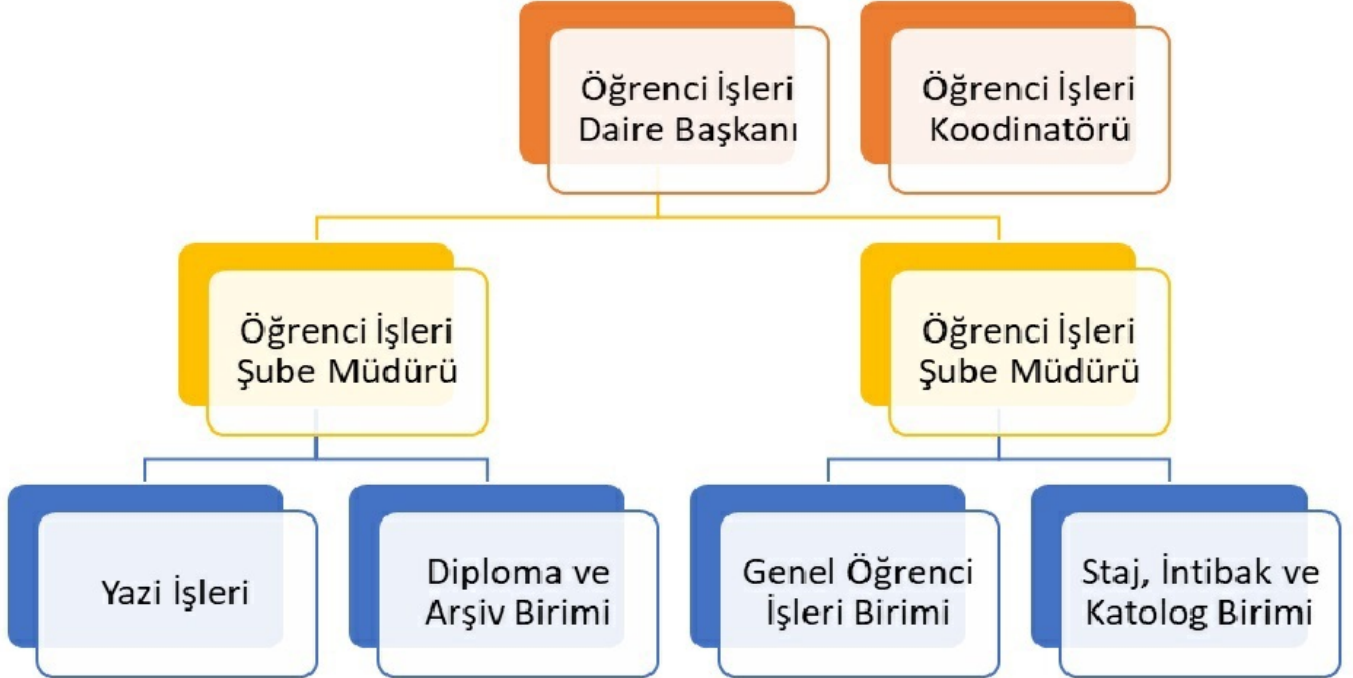 Öğrenci İşleri
Daire Başkanı
Öğrenci İşleri
Koodinatörü
Öğrenci İşleri
Şube Müdürü
Öğrenci İşleri
Şube Müdürü
Yazi İşleri
Diploma ve
Arşiv Birimi
Genel Öğrenci
İşleri Birimi
Staj, İntibak ve
Katolog Birimi